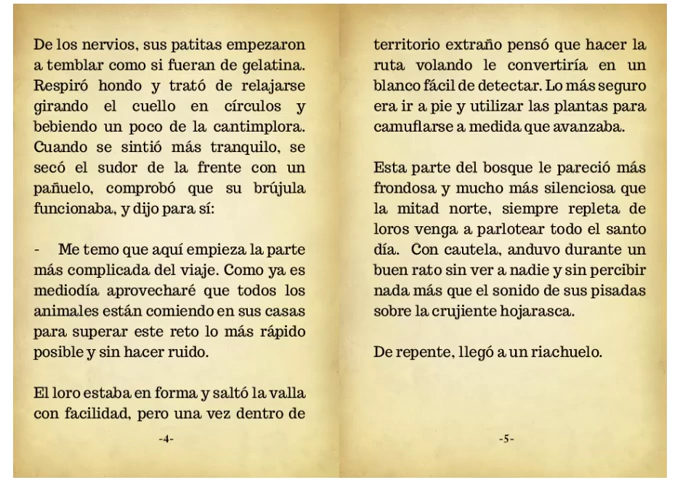 De los nervios, sus patitas empezaron
a temblar como si fueran de gelatina.
Respiró hondo y trató de relajarse
girando el cuello en círculos y
bebiendo un poco de la cantimplora.
Cuando se sintió más tranquilo, se
secó el sudor de la frente con un
pañuelo, comprobó que su brújula
funcionaba, y dijo para sí:
- Me temo que aquí empieza la parte
más complicada del viaje. Como ya es
mediodía aprovecharé que todos los
animales están comiendo en sus casas
para superar este reto lo más rápido
posible y sin hacer ruido.
El loro estaba en forma y saltó la valla
con facilidad, pero una vez dentro de
-4-
territorio extraño pensó que hacer la
ruta volando le convertiría en un
blanco fácil de detectar. Lo más seguro
era ir a pie y utilizar las plantas para
camuflarse a medida que avanzaba.
Esta parte del bosque le pareció más
frondosa y mucho más silenciosa que
la mitad norte, siempre repleta de
loros venga a parlotear todo el santo
día. Con cautela, anduvo durante un
buen rato sin ver a nadie y sin percibir
nada más que el sonido de sus pisadas
sobre la crujiente hojarasca.
De repente, llegó a un riachuelo.
-5-